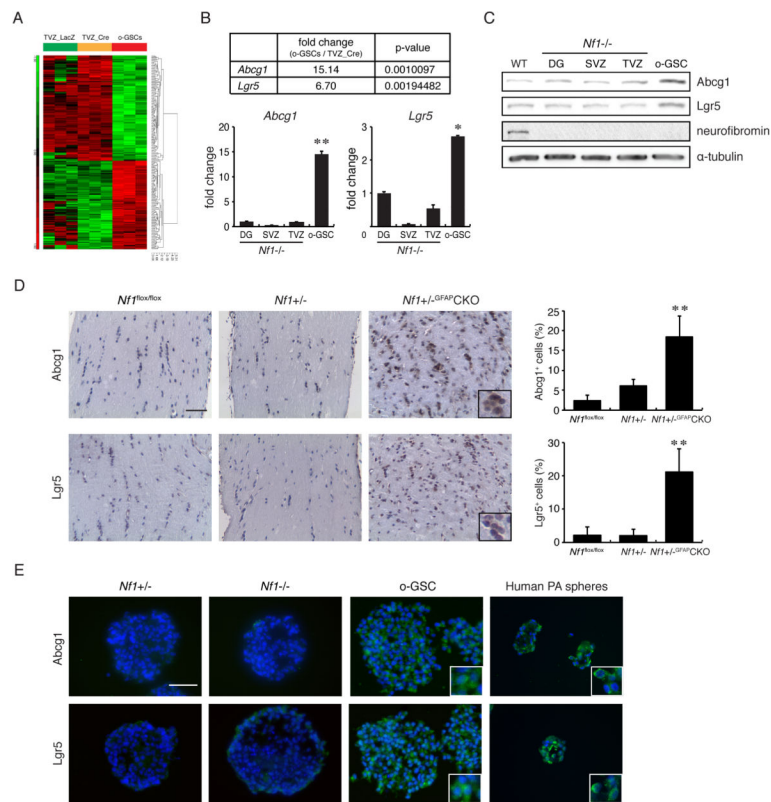 A
TVZ_LacZ TVZ_Cre o-GSCs
B
fold change
(o-GSCs / TVZ_Cre) p-value
Abcg1 15.14 0.0010097
Lgr5 6.70 0.00194482
Abcg1
fold change
20
15
10
5
0
**
DG SVZ TVZ o-GSC
Nf1-/-
Lgr5
fold change
3
2
1
0
*
DG SVZ TVZ o-GSC
Nf1-/-
C
Nf1-/-
WT DG SVZ TVZ o-GSC
Abcg1
Lgr5
neurofibromin
α-tubulin
D
Nf1flox/flox Nf1+/- Nf1+/-GFAPCKO
Abcg1
Lgr5
Abcg1+ cells (%)
25
20
15
10
5
0
**
Nf1flox/flox Nf1+/- Nf1+/-GFAPCKO
Lgr5+ cells (%)
30
20
10
0
**
Nf1flox/flox Nf1+/- Nf1+/-GFAPCKO
E
Nf1+/- Nf1-/- o-GSC Human PA spheres
Abcg1
Lgr5